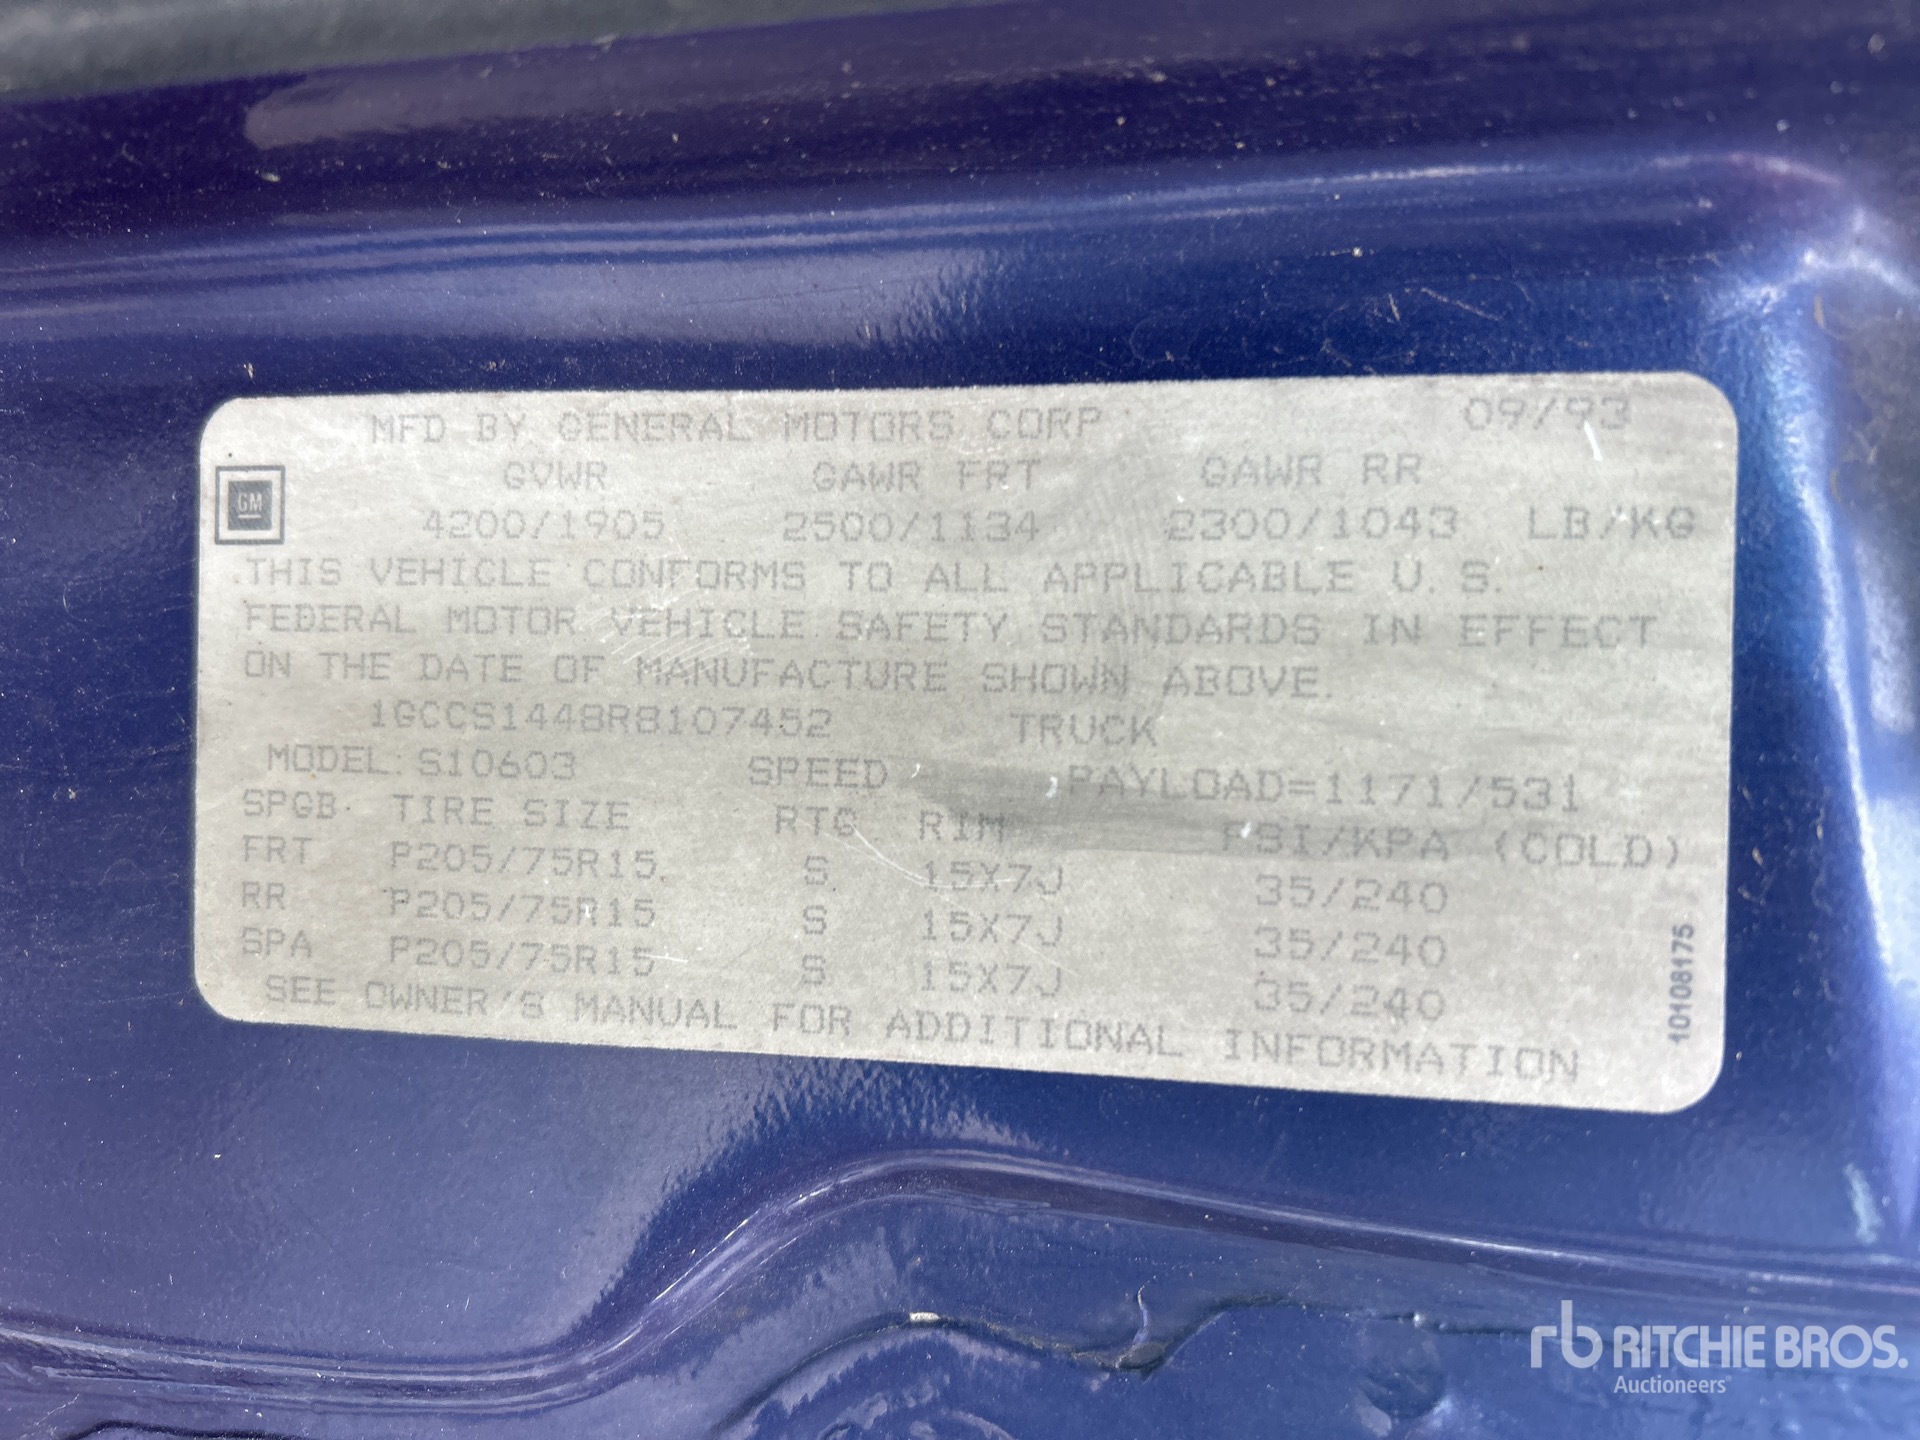 MFD BY GENERAL MOTORS CORP 09/93
GVWR GAWR FRT GAWR RR
GM
4200/1905 2500/1134 2300/1043 LB/KG
THIS VEHICLE CONFORMS TO ALL APPLICABLE U.S.
FEDERAL MOTOR VEHICLE SAFETY STANDARDS IN EFFECT
ON THE DATE OF MANUFACTURE SHOWN ABOVE.
1GCCS1448R8107452 TRUCK
MODEL: S10603 SPEED PAYLOAD=1171/531
SPGB TIRE SIZE RTG RIM PSI/KPA (COLD)
FRT P205/75R15 S 15X7J 35/240
RR P205/75R15 S 15X7J 35/240
SPA P205/75R15 S 15X7J 35/240
SEE OWNER'S MANUAL FOR ADDITIONAL INFORMATION
10108175
rb RITCHIE BROS.
Auctioneers